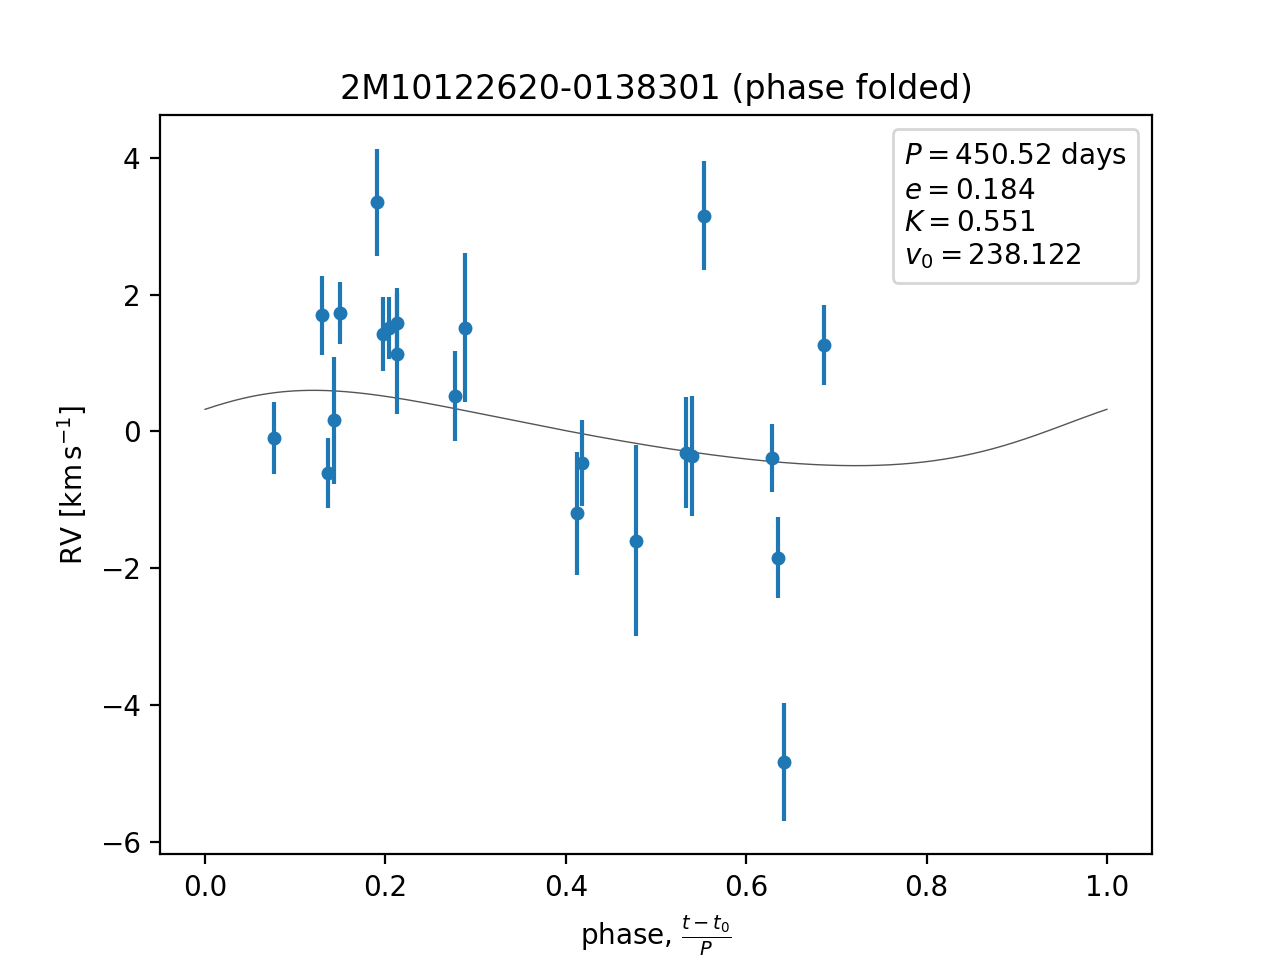 2M10122620-0138301 (phase folded)
P = 450.52 days
e = 0.184
K = 0.551
v₀ = 238.122
RV [km s⁻¹]
4
2
0
−2
−4
−6
0.0 0.2 0.4 0.6 0.8 1.0
phase, (t − t₀)/P